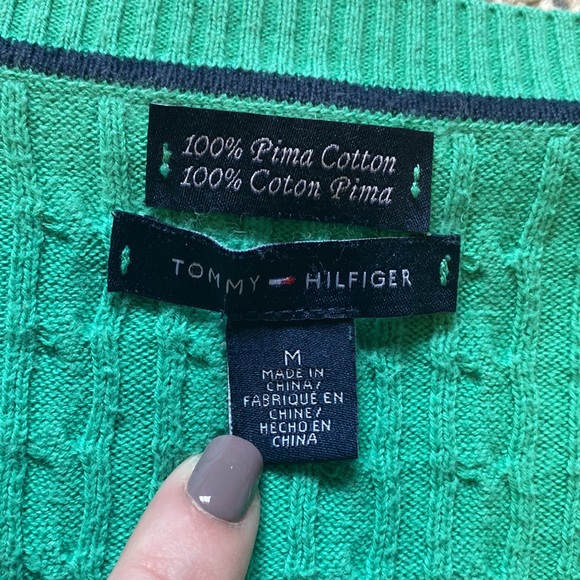 100% Pima Cotton
100% Coton Pima
TOMMY HILFIGER
M
MADE IN
CHINA/
FABRIQUÉ EN
CHINE/
HECHO EN
CHINA